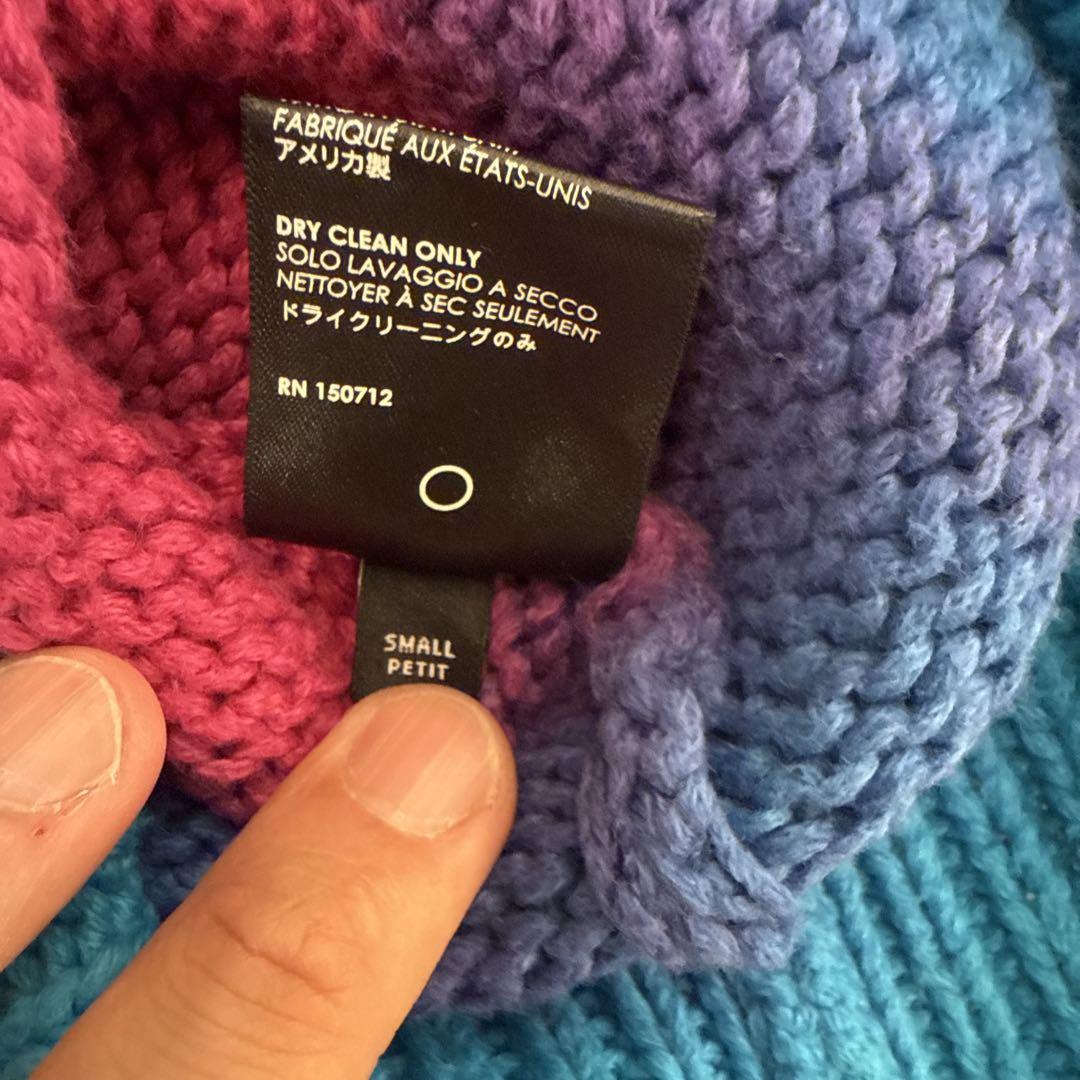 FABRIQUÉ AUX ÉTATS-UNIS
アメリカ製
DRY CLEAN ONLY
SOLO LAVAGGIO A SECCO
NETTOYER À SEC SEULEMENT
ドライクリーニングのみ
RN 150712
SMALL
PETIT